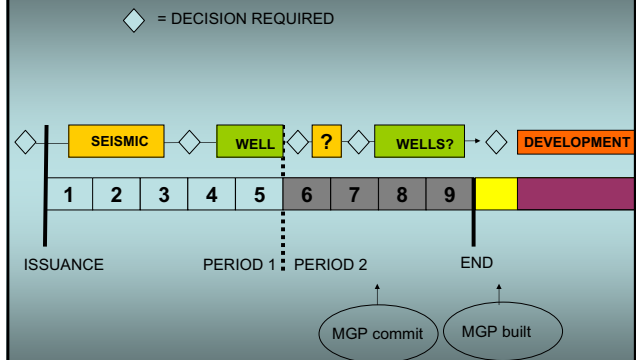 = DECISION REQUIRED
SEISMIC WELL ? WELLS? DEVELOPMENT
1 2 3 4 5 6 7 8 9
ISSUANCE PERIOD 1 PERIOD 2 END
MGP commit MGP built